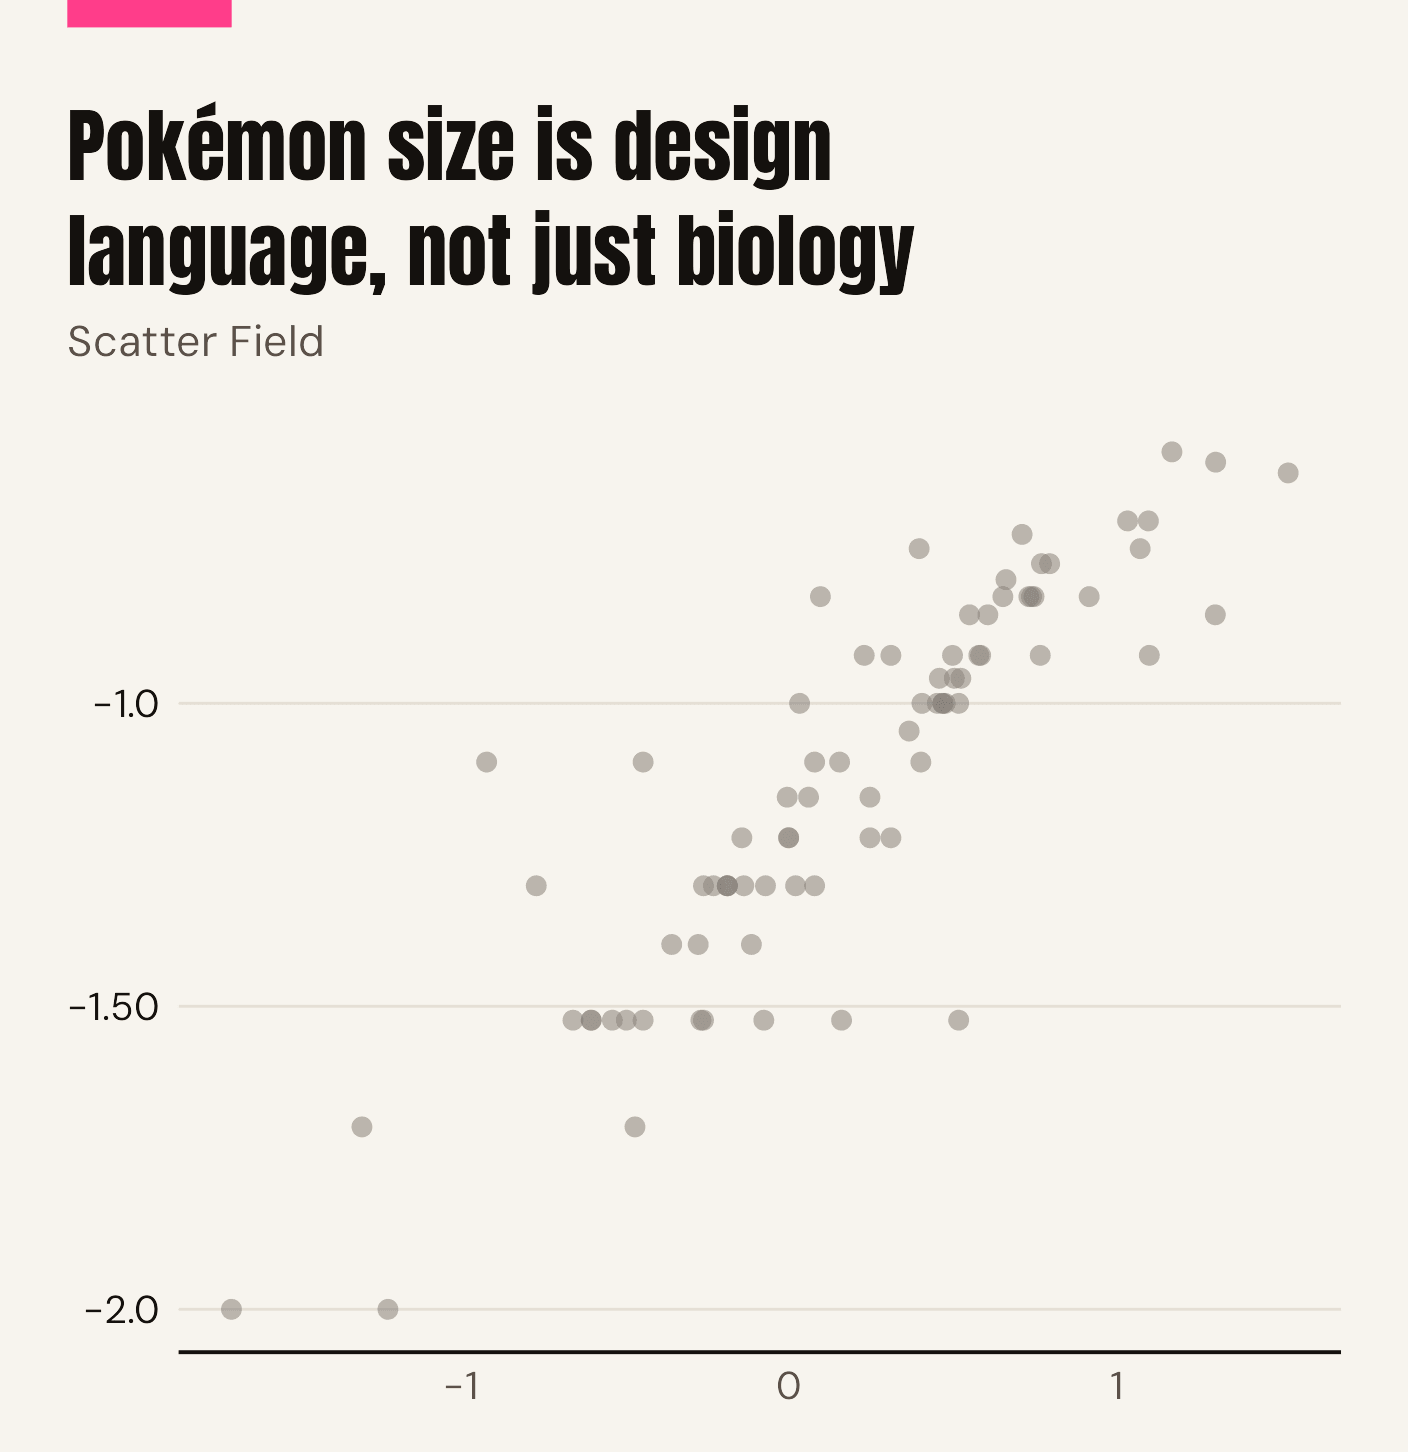 Pokémon size is design
language, not just biology
Scatter Field
-1.0
-1.50
-2.0
-1 0 1